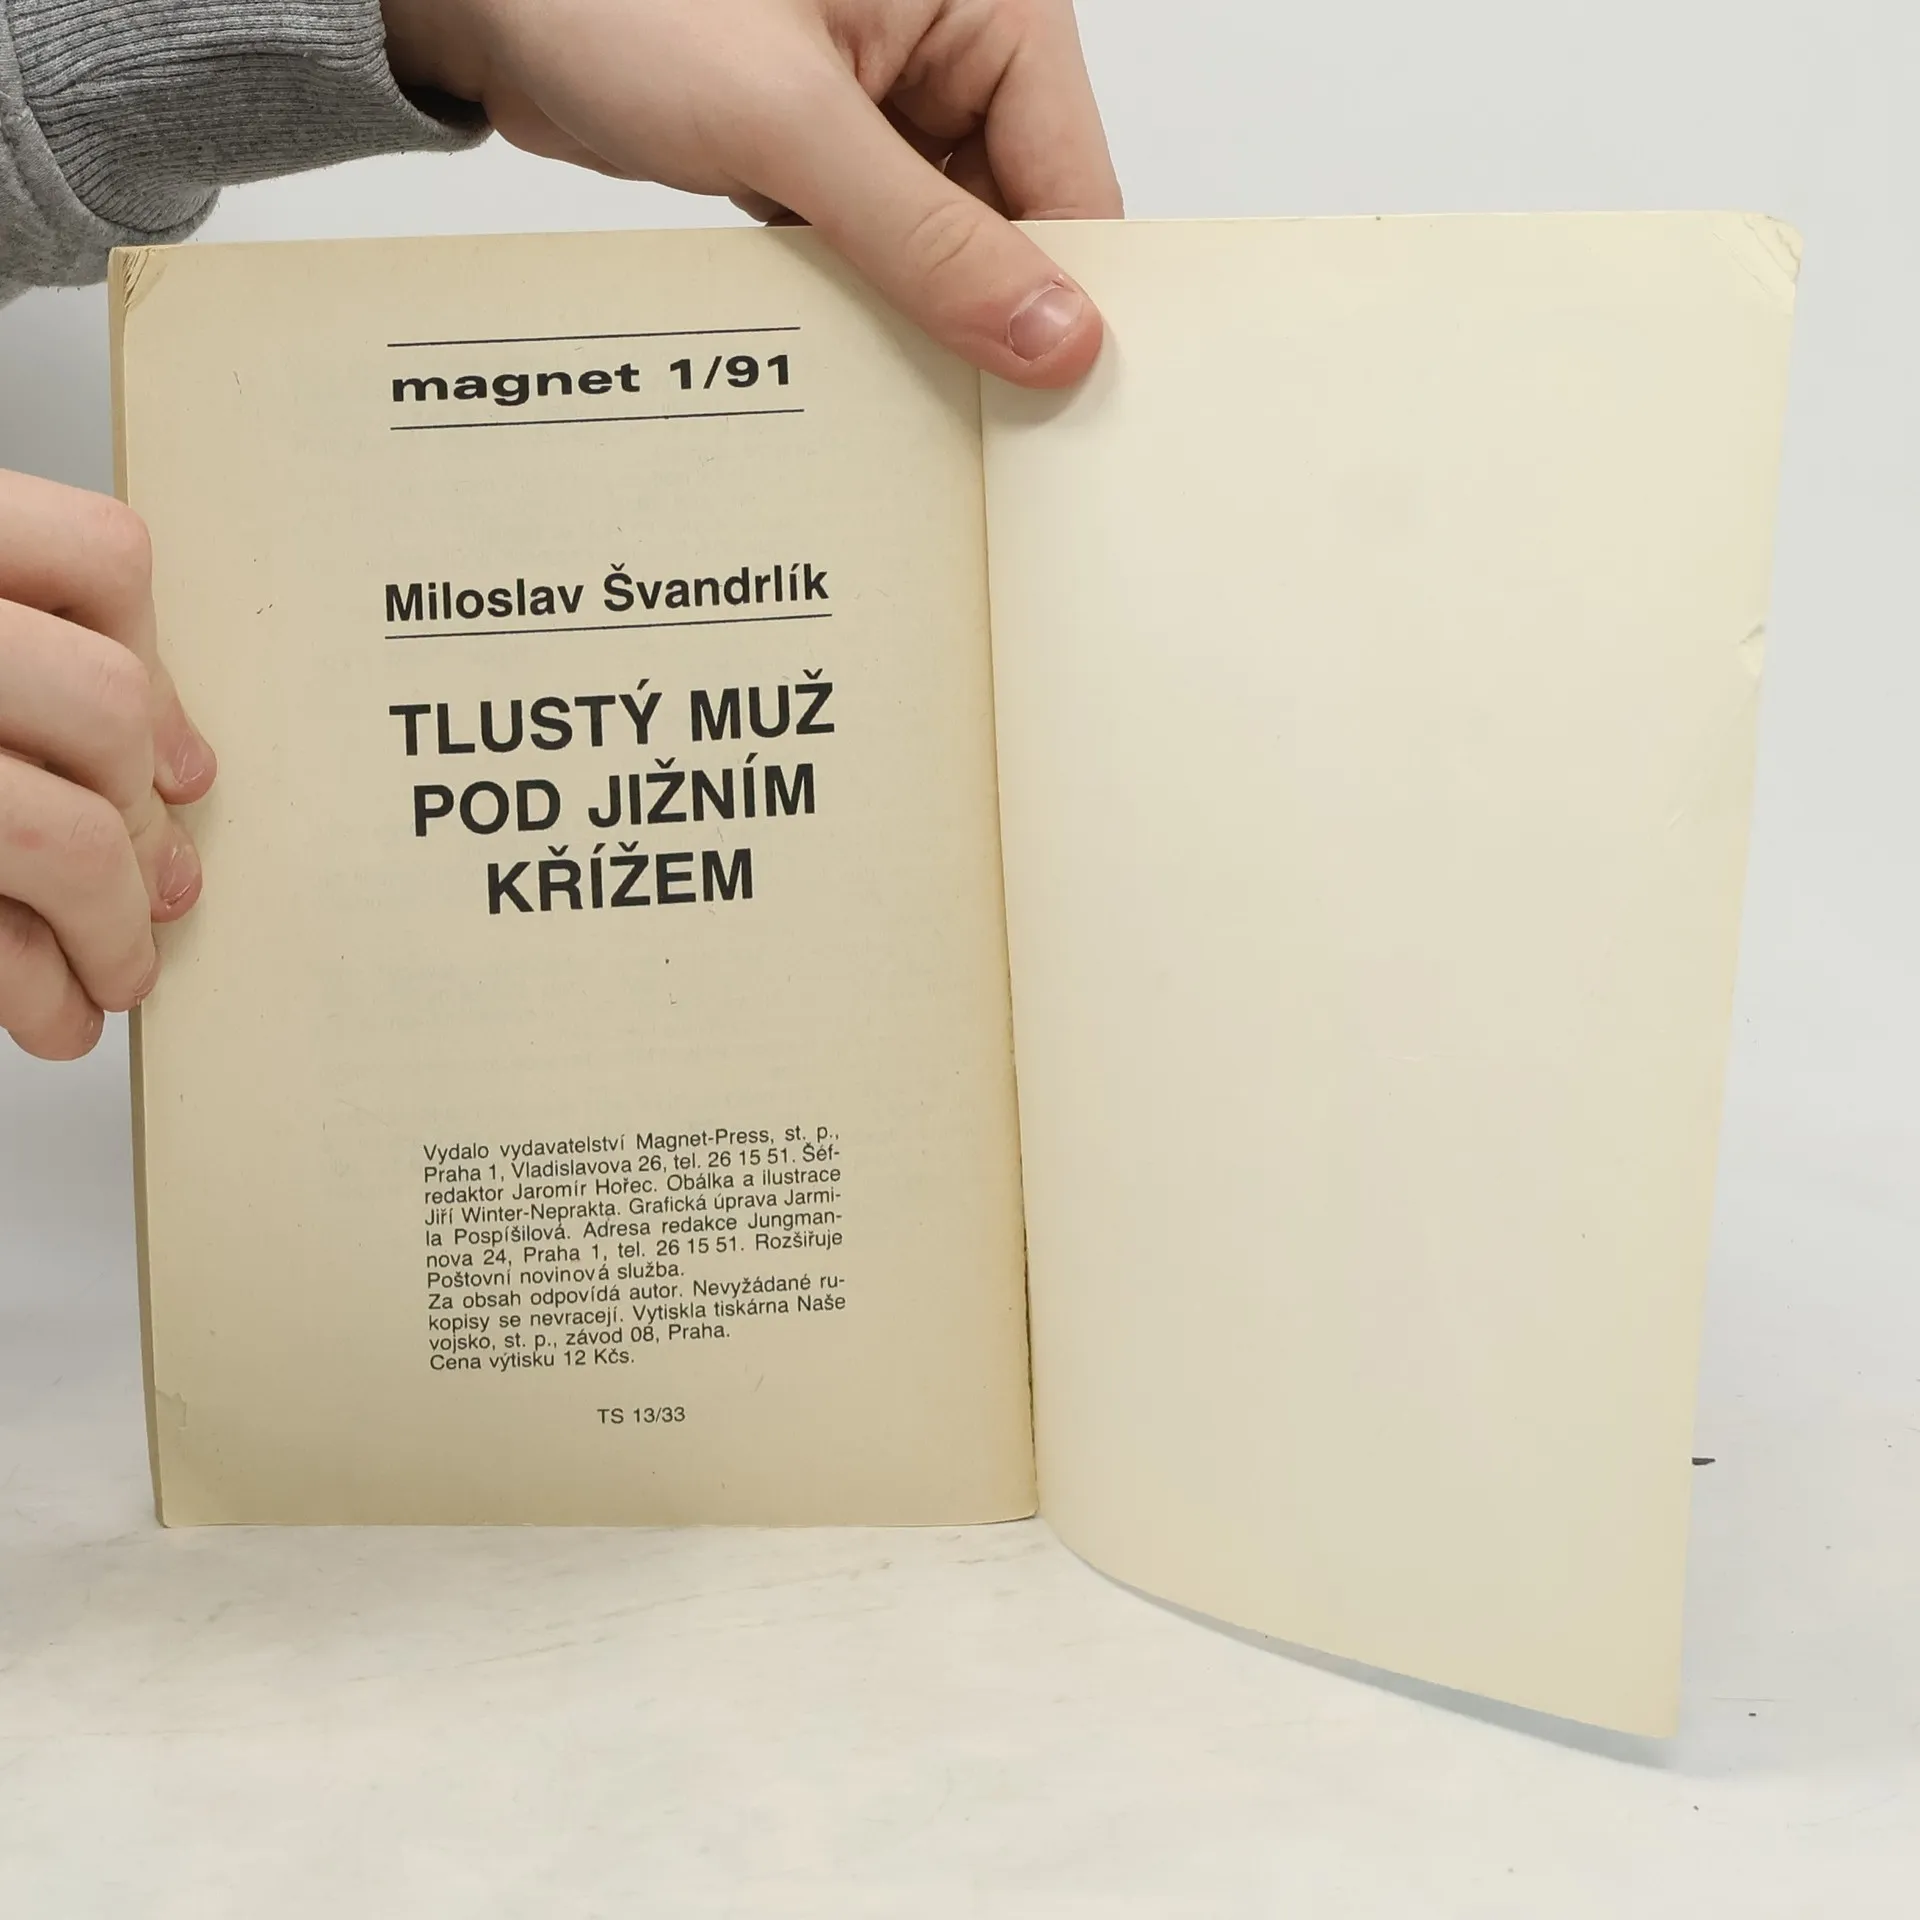 magnet 1/91
Miloslav Švandrlík
TLUSTÝ MUŽ
POD JIŽNÍM
KŘÍŽEM
Vydalo vydavatelství Magnet-Press, st. p.,
Praha 1, Vladislavova 26, tel. 26 15 51. Šéf-
redaktor Jaromír Hořec. Obálka a ilustrace
Jiří Winter-Neprakta. Grafická úprava Jarmi-
la Pospíšilová. Adresa redakce Jungman-
nova 24, Praha 1, tel. 26 15 51. Rozšiřuje
Poštovní novinová služba.
Za obsah odpovídá autor. Nevyžádané ru-
kopisy se nevracejí. Vytiskla tiskárna Naše
vojsko, st. p., závod 08, Praha.
Cena výtisku 12 Kčs.
TS 13/33